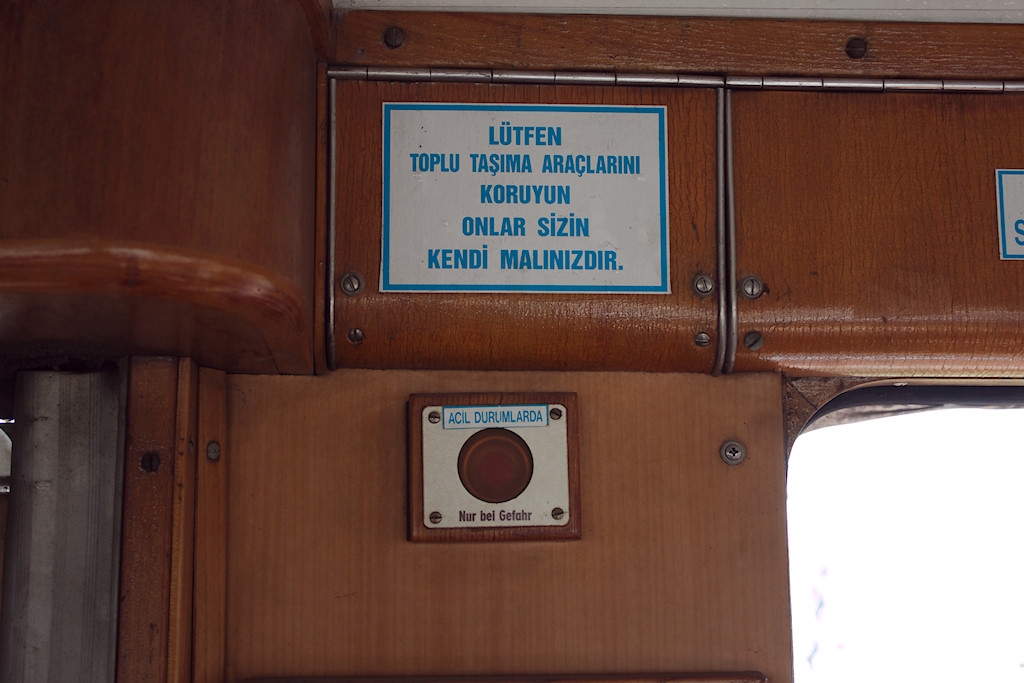 LÜTFEN
TOPLU TAŞIMA ARAÇLARINI
KORUYUN
ONLAR SİZİN
KENDİ MALINIZDIR.
ACİL DURUMLARDA
Nur bei Gefahr